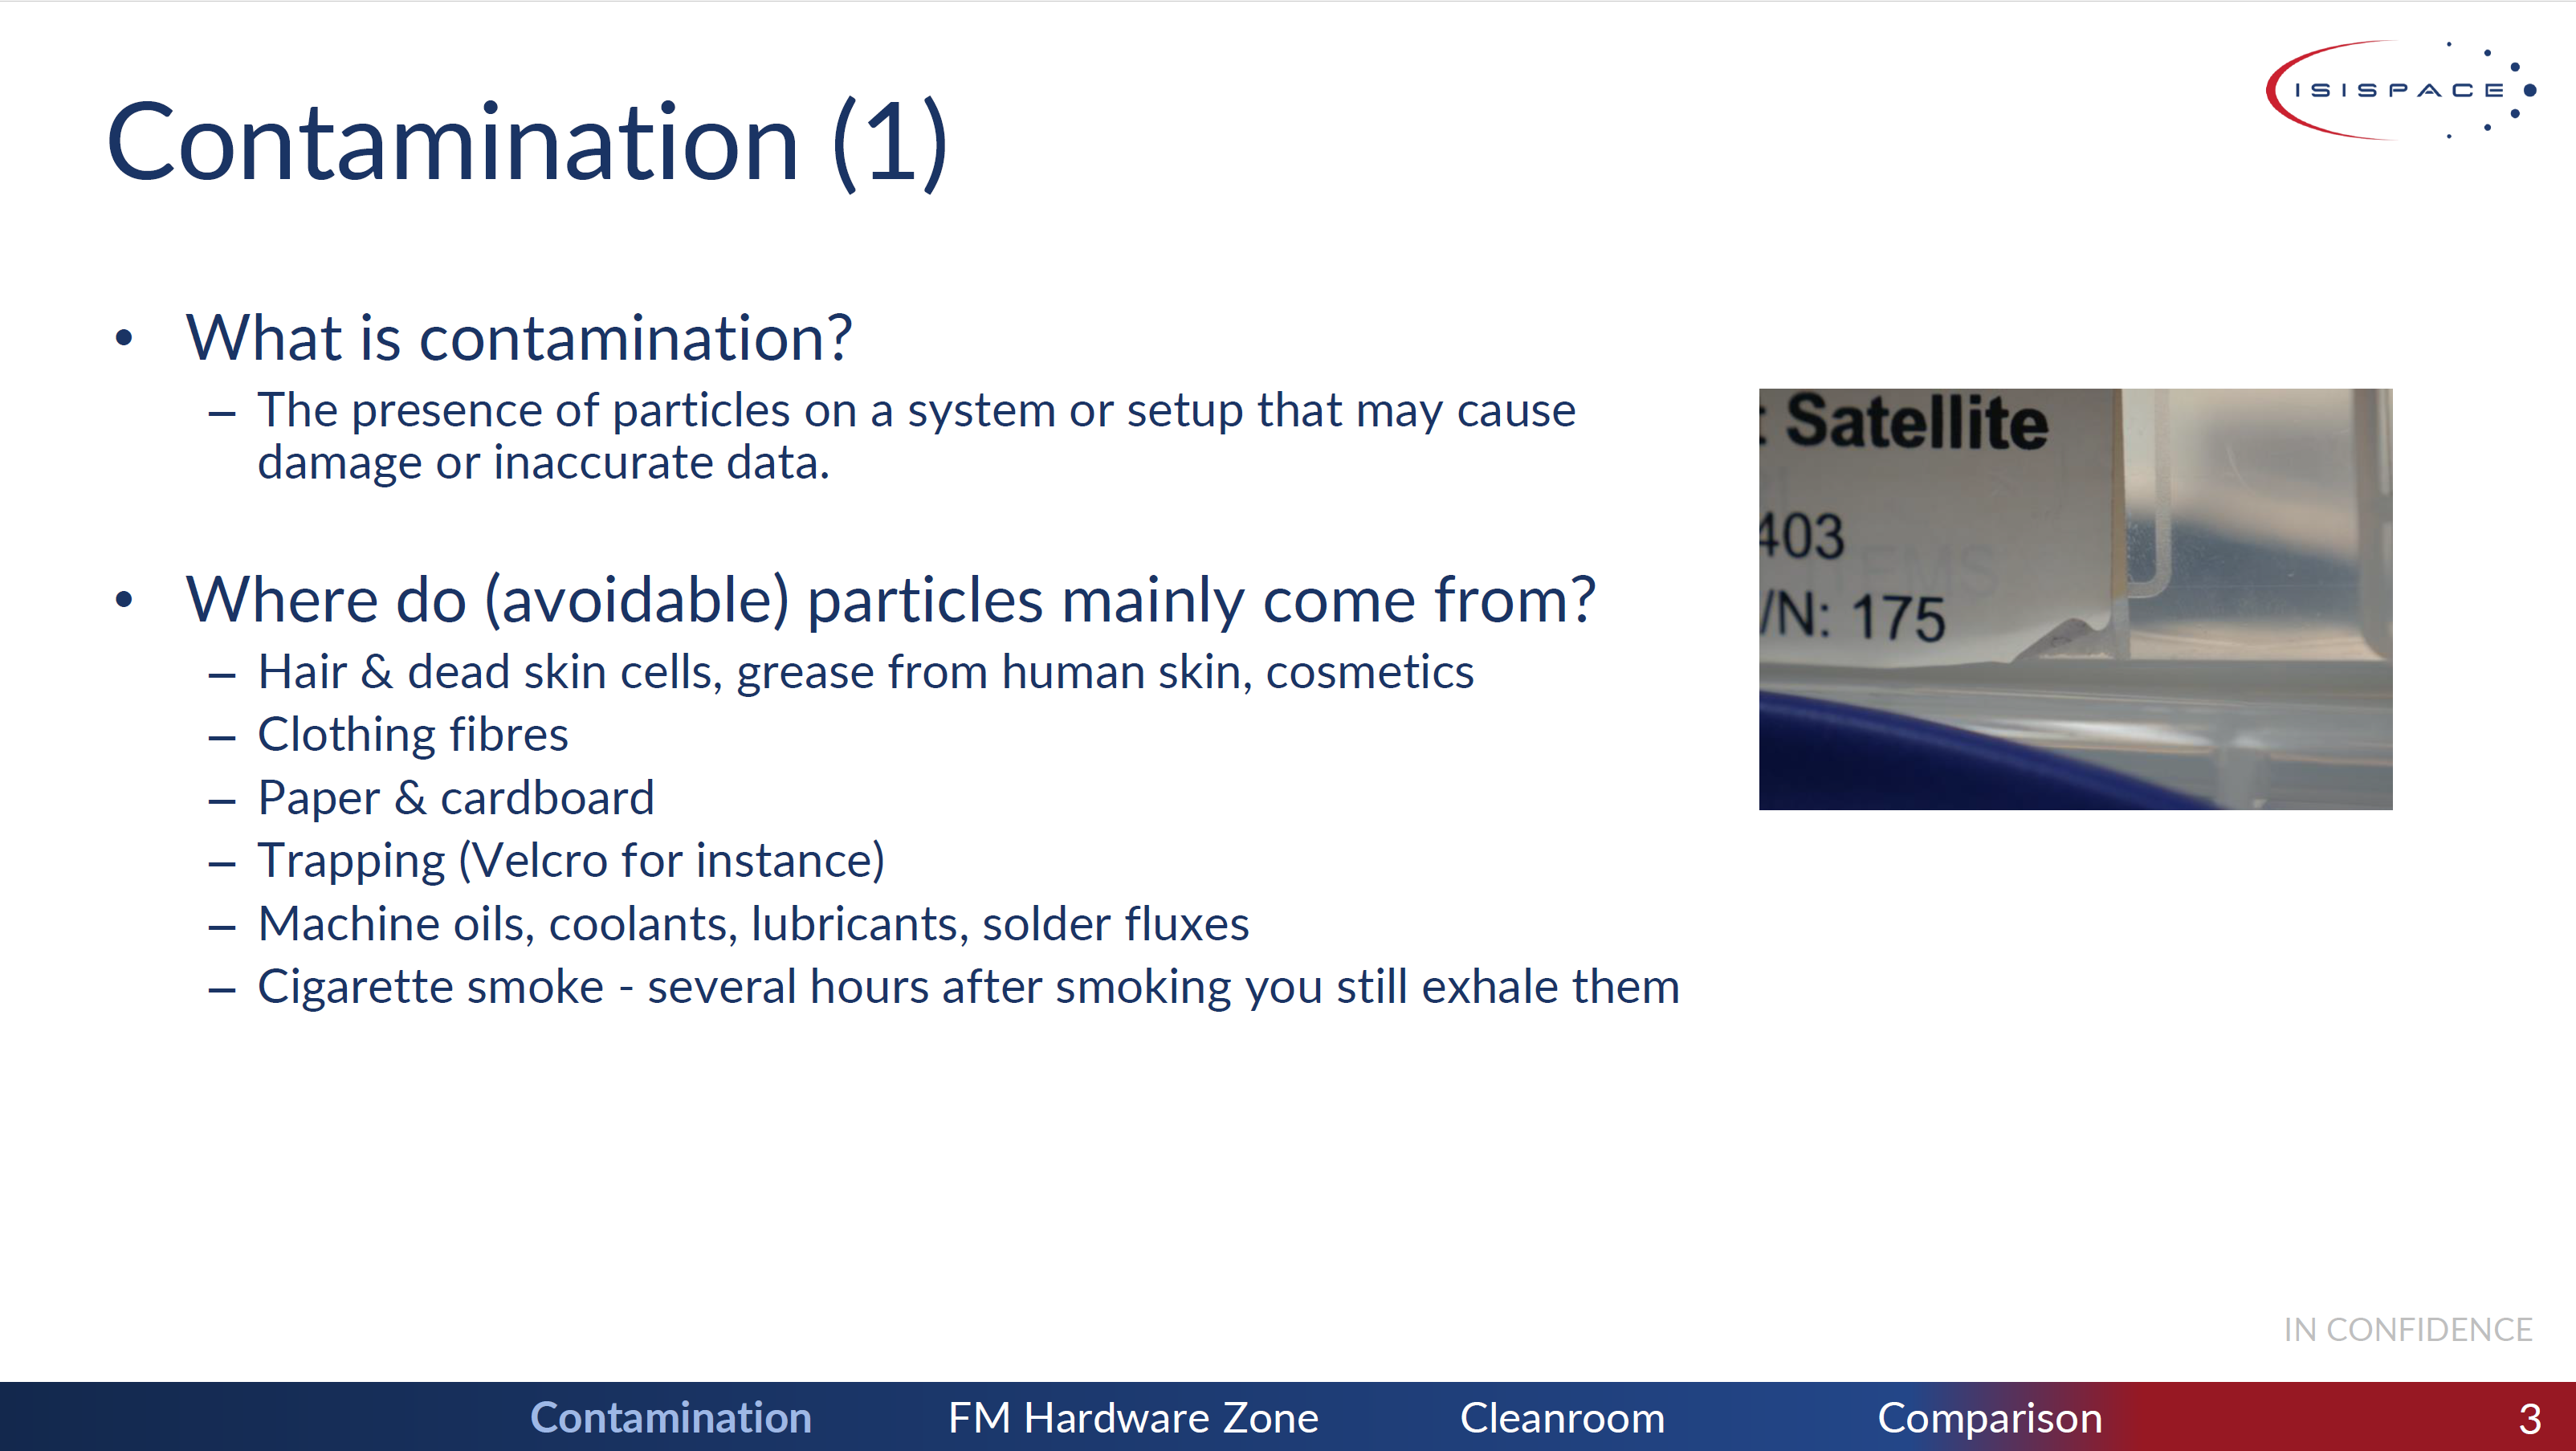 ISISPACE
Contamination (1)
• What is contamination?
– The presence of particles on a system or setup that may cause
damage or inaccurate data.
• Where do (avoidable) particles mainly come from?
– Hair & dead skin cells, grease from human skin, cosmetics
– Clothing fibres
– Paper & cardboard
– Trapping (Velcro for instance)
– Machine oils, coolants, lubricants, solder fluxes
– Cigarette smoke - several hours after smoking you still exhale them
: Satellite
403
/N: 175
IN CONFIDENCE
Contamination FM Hardware Zone Cleanroom Comparison 3